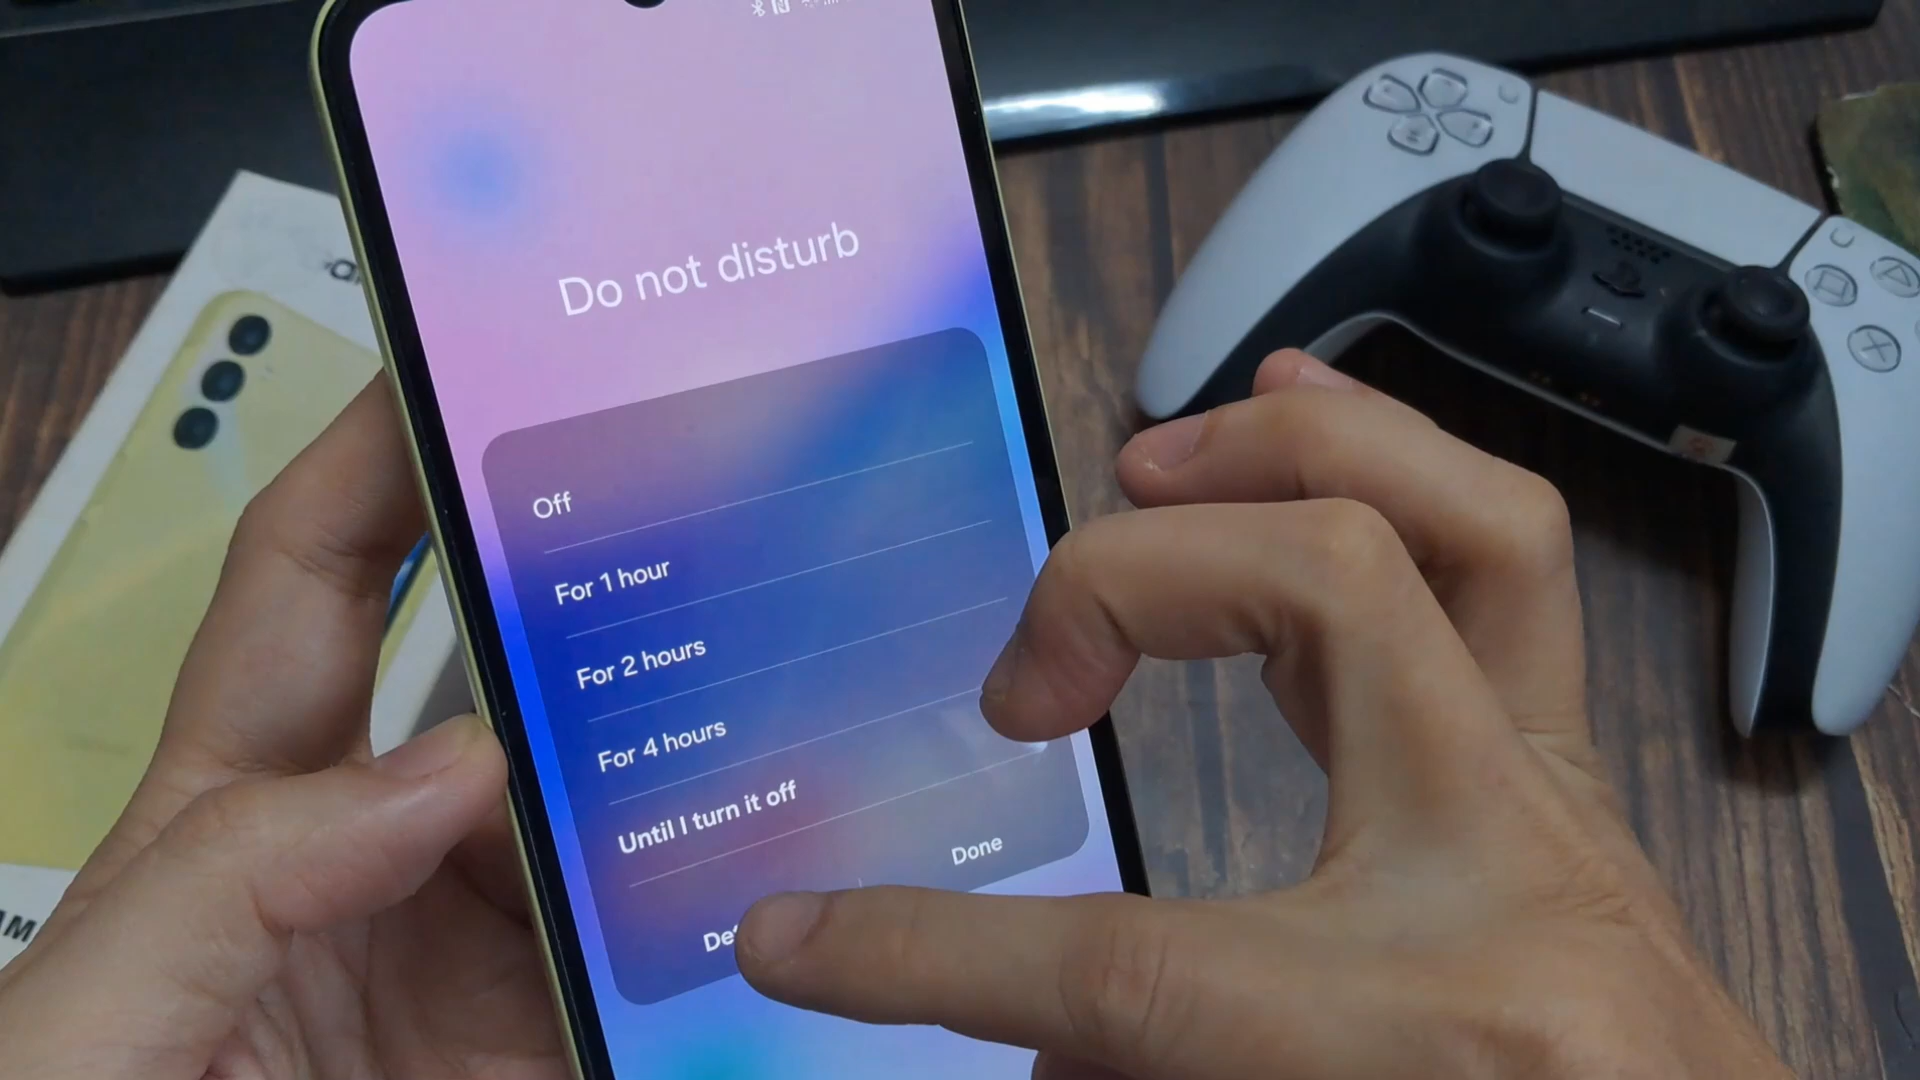 Do not disturb
Off
For 1 hour
For 2 hours
For 4 hours
Until I turn it off
Done